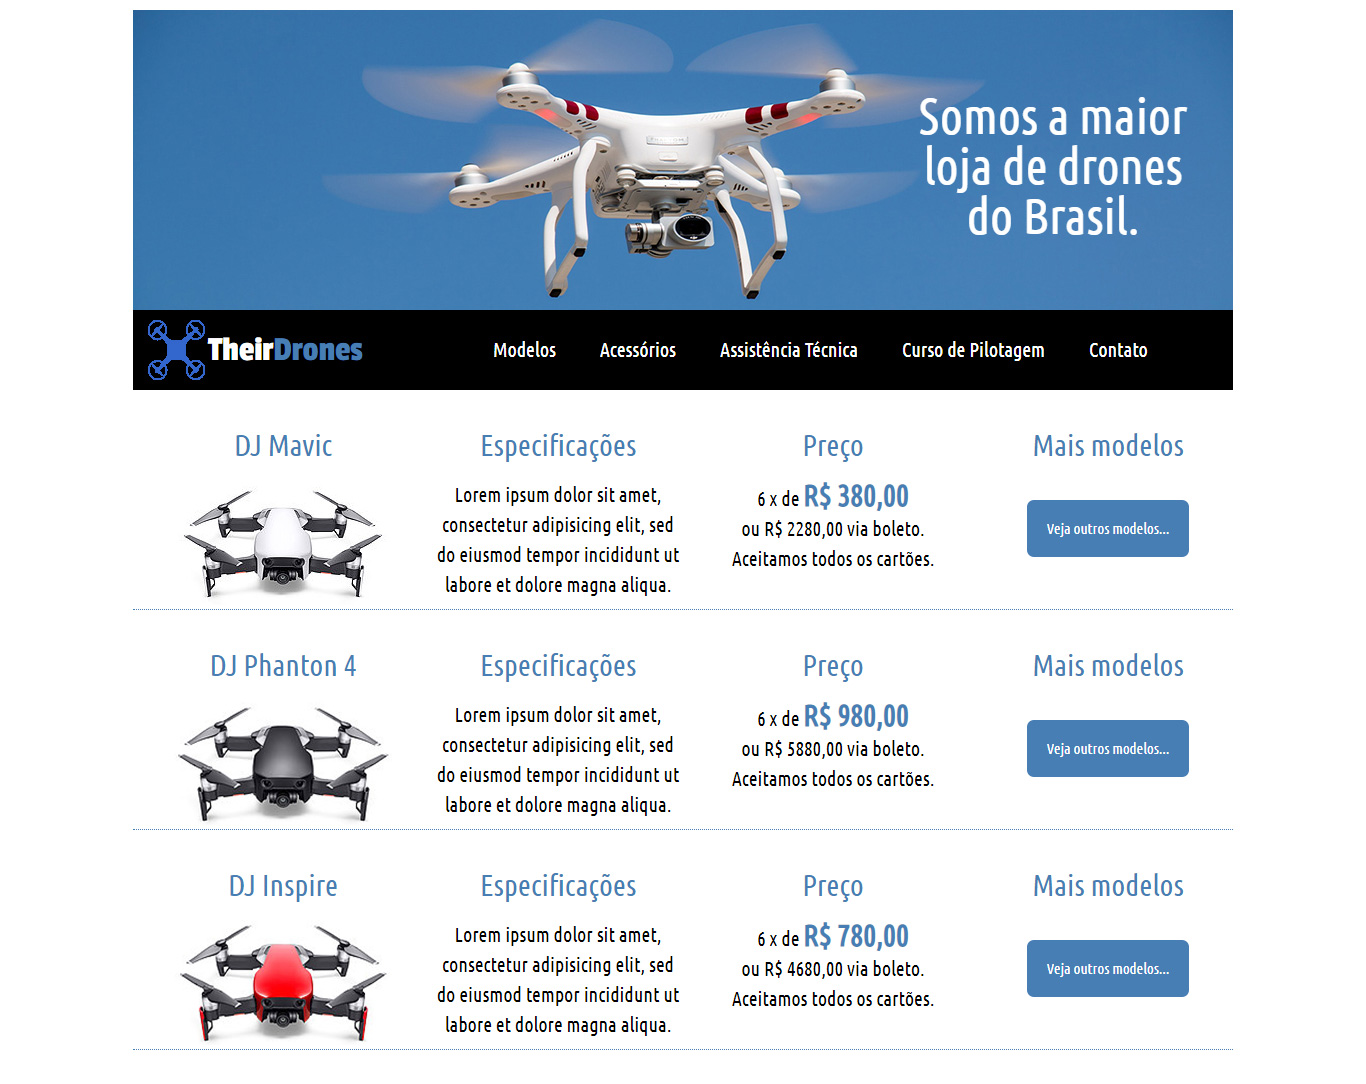 Somos a maior
loja de drones
do Brasil.
TheirDrones
Modelos Acessórios Assistência Técnica Curso de Pilotagem Contato
DJ Mavic
Especificações
Lorem ipsum dolor sit amet,
consectetur adipisicing elit, sed
do eiusmod tempor incididunt ut
labore et dolore magna aliqua.
Preço
6 x de R$ 380,00
ou R$ 2280,00 via boleto.
Aceitamos todos os cartões.
Mais modelos
Veja outros modelos...
DJ Phanton 4
Especificações
Lorem ipsum dolor sit amet,
consectetur adipisicing elit, sed
do eiusmod tempor incididunt ut
labore et dolore magna aliqua.
Preço
6 x de R$ 980,00
ou R$ 5880,00 via boleto.
Aceitamos todos os cartões.
Mais modelos
Veja outros modelos...
DJ Inspire
Especificações
Lorem ipsum dolor sit amet,
consectetur adipisicing elit, sed
do eiusmod tempor incididunt ut
labore et dolore magna aliqua.
Preço
6 x de R$ 780,00
ou R$ 4680,00 via boleto.
Aceitamos todos os cartões.
Mais modelos
Veja outros modelos...